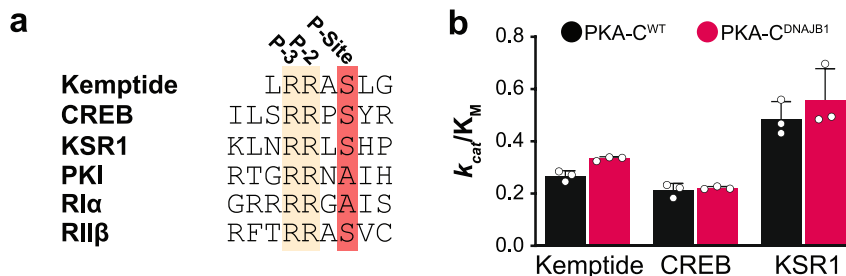 a
P-3
P-2
P-Site
Kemptide LRRASLG
CREB ILSRRPSYR
KSR1 KLNRRLSHP
PKI RTGRRNAIH
RIα GRRRRGAIS
RIIβ RFTRRASVC
b
PKA-C^WT PKA-C^DNAJB1
k_cat/K_M
0.8
0.6
0.4
0.2
0.0
Kemptide CREB KSR1